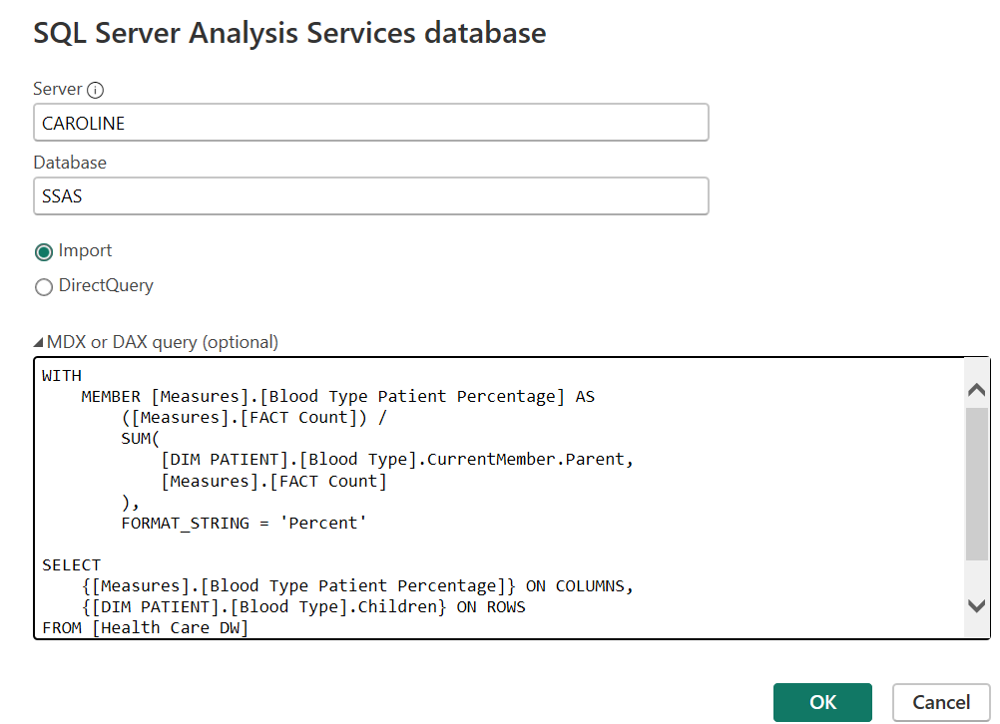 SQL Server Analysis Services database
Server
CAROLINE
Database
SSAS
Import
DirectQuery
MDX or DAX query (optional)
WITH
    MEMBER [Measures].[Blood Type Patient Percentage] AS
        ([Measures].[FACT Count]) /
        SUM(
            [DIM PATIENT].[Blood Type].CurrentMember.Parent,
            [Measures].[FACT Count]
        ),
        FORMAT_STRING = 'Percent'
SELECT
    {[Measures].[Blood Type Patient Percentage]} ON COLUMNS,
    {[DIM PATIENT].[Blood Type].Children} ON ROWS
FROM [Health Care DW]
OK Cancel